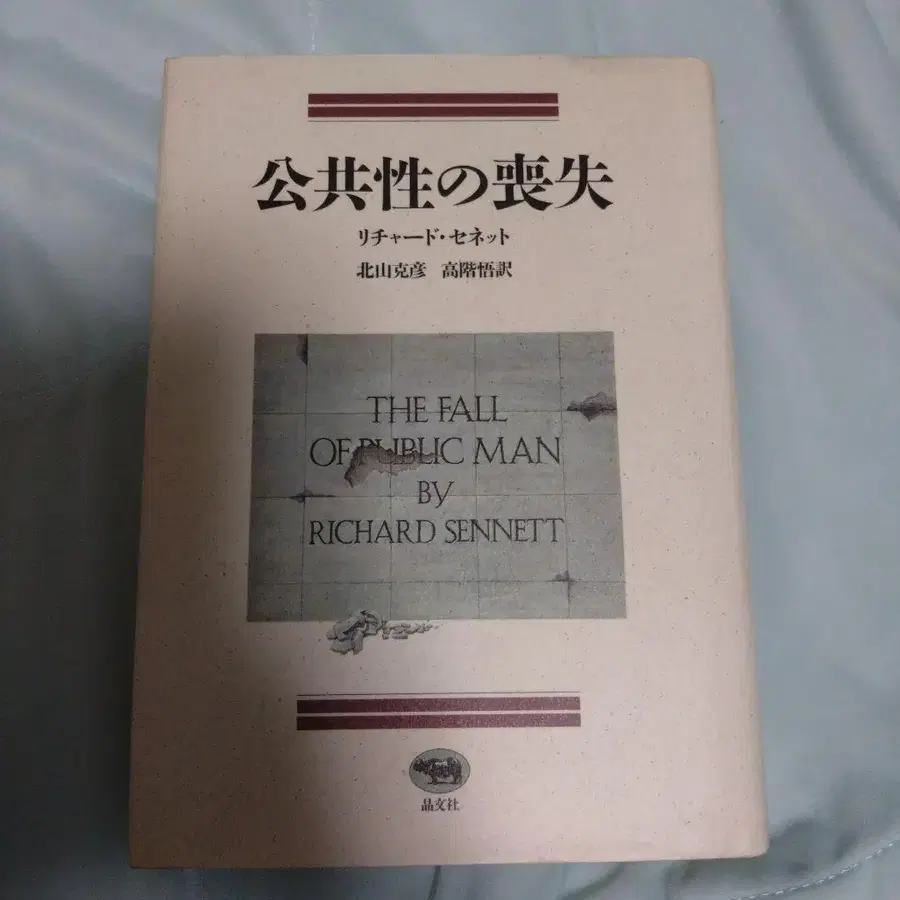 公共性の喪失
リチャード・セネット
北山克彦 高階悟訳
THE FALL
OF PUBLIC MAN
BY
RICHARD SENNETT
晶文社